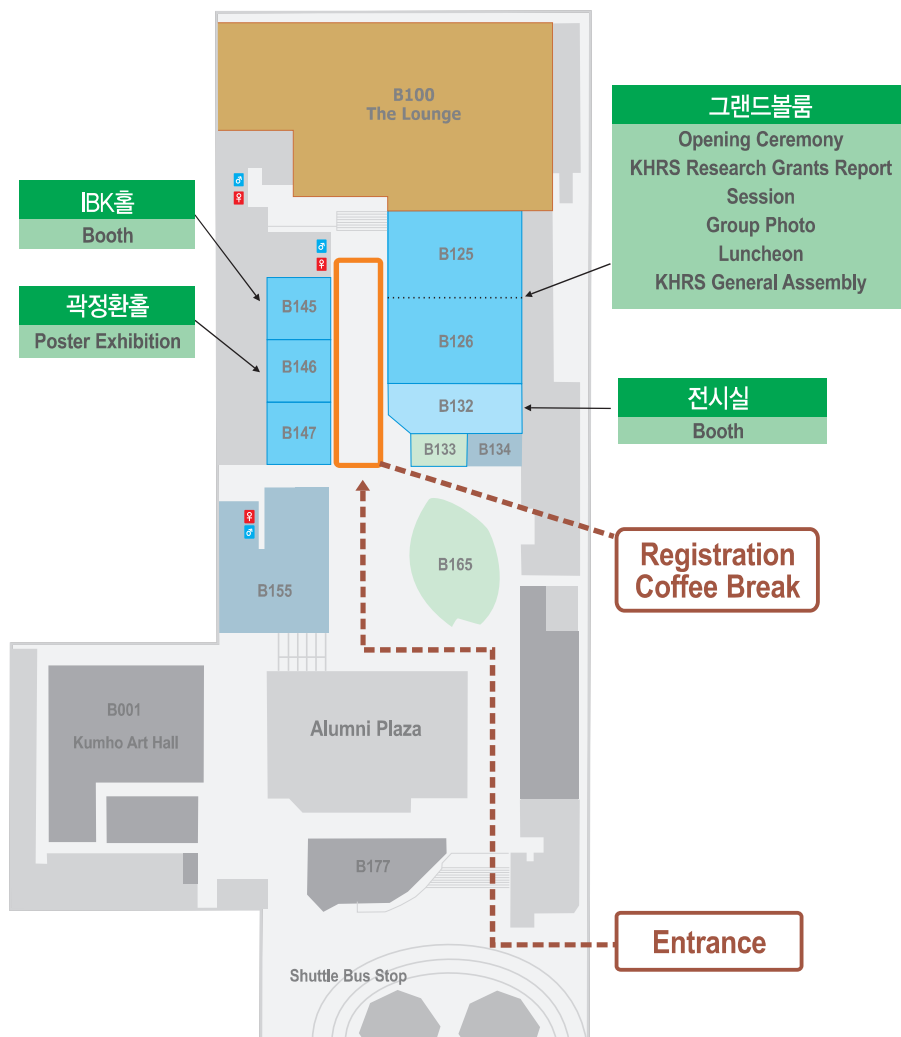 B100
The Lounge
그랜드볼룸
Opening Ceremony
KHRS Research Grants Report
Session
Group Photo
Luncheon
KHRS General Assembly
IBK홀
Booth
B125
B145
곽정환홀
Poster Exhibition
B126
B146
B132
전시실
Booth
B147
B133
B134
B165
Registration
Coffee Break
B155
B001
Kumho Art Hall
Alumni Plaza
B177
Entrance
Shuttle Bus Stop